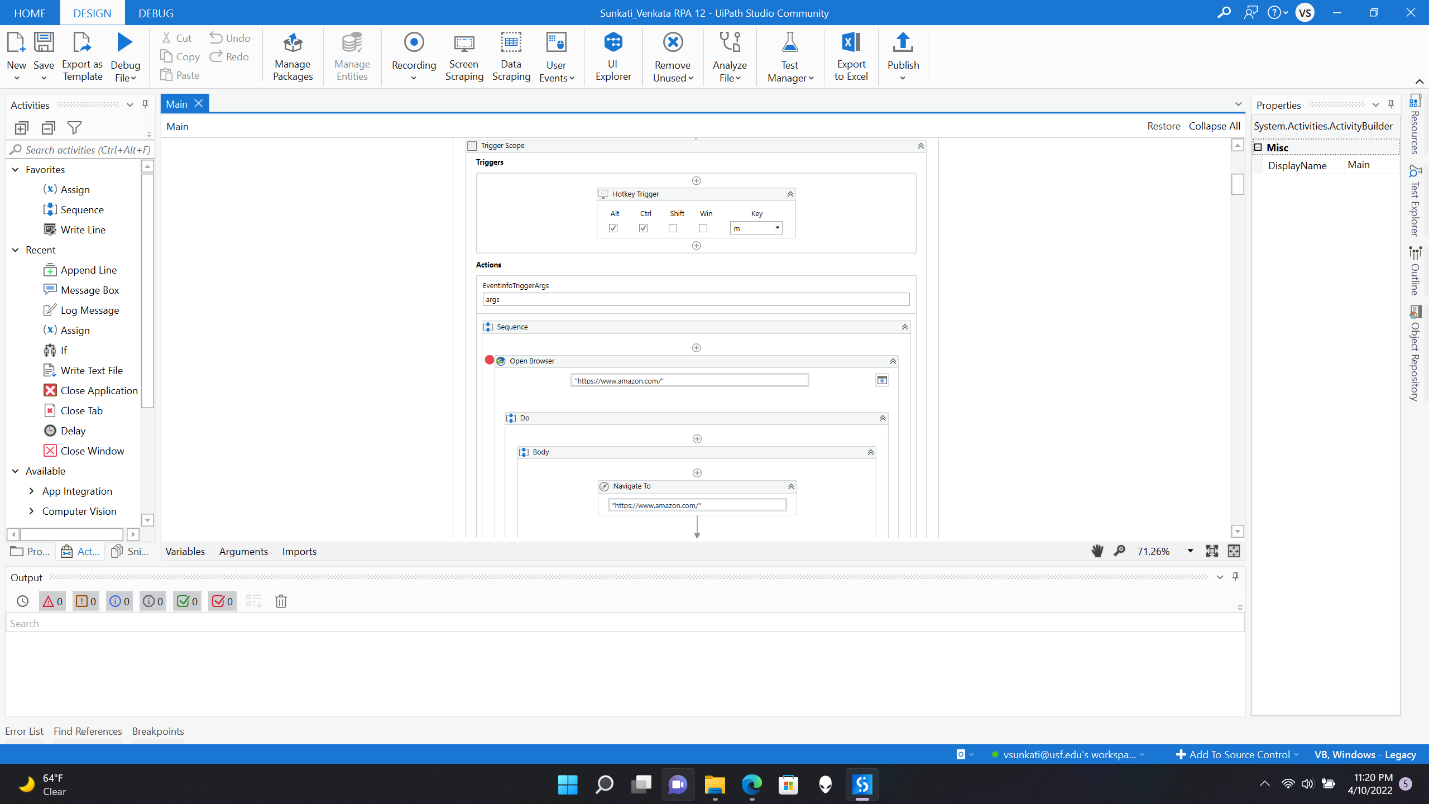 HOME DESIGN DEBUG Sunkati_Venkata RPA 12 - UiPath Studio Community VS
New Save Export as Template Debug File Cut Copy Paste Undo Redo Manage Packages Manage Entities Recording Screen Scraping Data Scraping User Events UI Explorer Remove Unused Analyze File Test Manager Export to Excel Publish
Activities
Search activities (Ctrl+Alt+F)
Favorites
(x) Assign
Sequence
Write Line
Recent
Append Line
Message Box
Log Message
(x) Assign
If
Write Text File
Close Application
Close Tab
Delay
Close Window
Available
App Integration
Computer Vision
Pro... Act... Sni...
Main
Main Restore Collapse All
Trigger Scope
Triggers
Hotkey Trigger
Alt Ctrl Shift Win Key
m
Actions
EventInfoTriggerArgs
args
Sequence
Open Browser
"https://www.amazon.com/"
Do
Body
Navigate To
"https://www.amazon.com/"
Variables Arguments Imports 71.26%
Properties
System.Activities.ActivityBuilder
Misc
DisplayName Main
Resources
Test Explorer
Outline
Object Repository
Output
0 0 0 0 0 0
Search
Error List Find References Breakpoints
vsunkati@usf.edu's workspa... Add To Source Control VB, Windows - Legacy
64°F
Clear
11:20 PM
4/10/2022 5